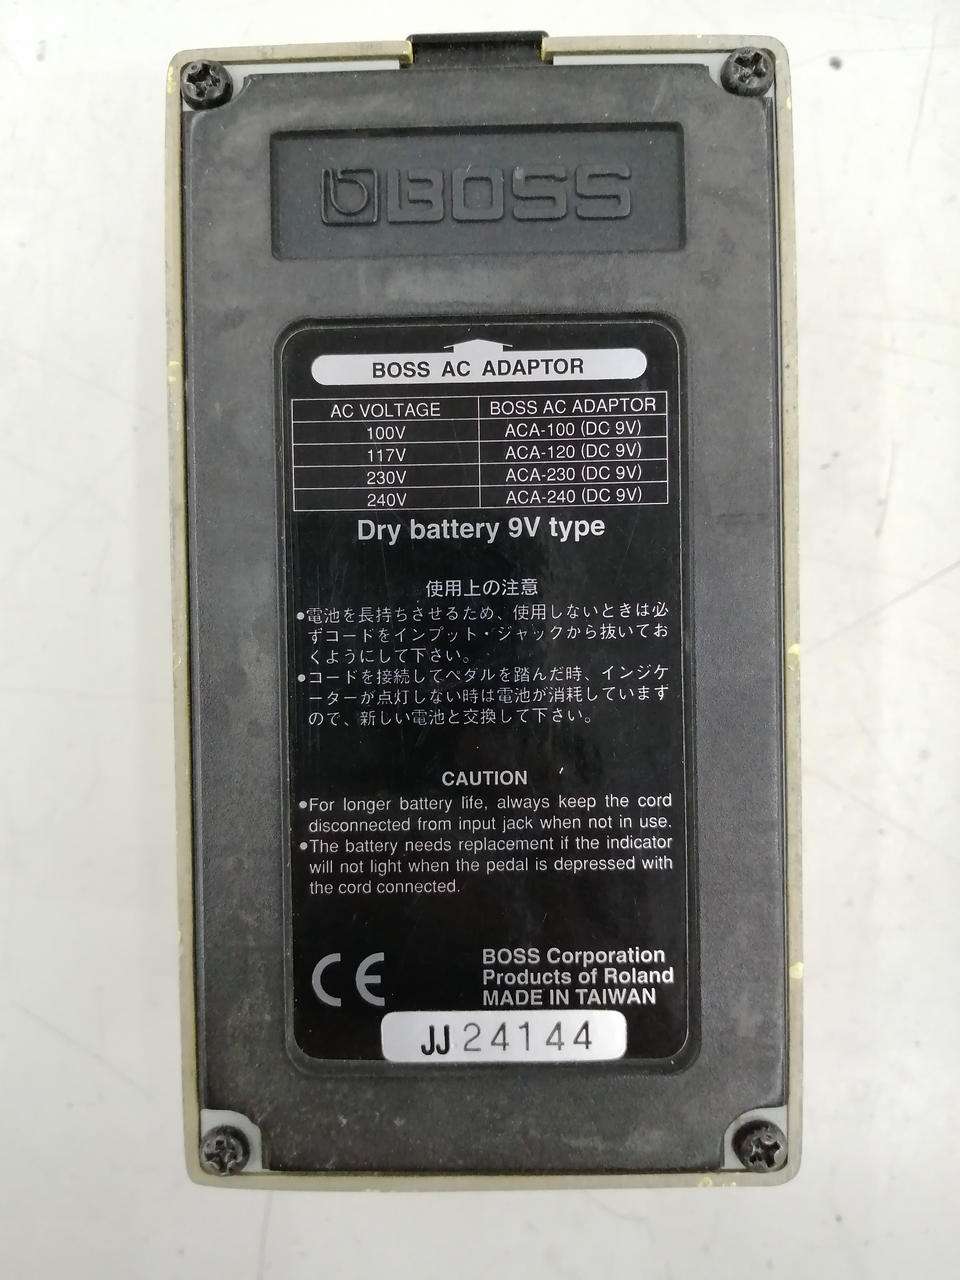 BOSS
BOSS AC ADAPTOR
AC VOLTAGE BOSS AC ADAPTOR
100V ACA-100 (DC 9V)
117V ACA-120 (DC 9V)
230V ACA-230 (DC 9V)
240V ACA-240 (DC 9V)
Dry battery 9V type
使用上の注意
●電池を長持ちさせるため、使用しないときは必
ずコードをインプット・ジャックから抜いてお
くようにして下さい。
●コードを接続してペダルを踏んだ時、インジケ
ーターが点灯しない時は電池が消耗しています
ので、新しい電池と交換して下さい。
CAUTION
●For longer battery life, always keep the cord
disconnected from input jack when not in use.
●The battery needs replacement if the indicator
will not light when the pedal is depressed with
the cord connected.
CE
BOSS Corporation
Products of Roland
MADE IN TAIWAN
JJ 24144